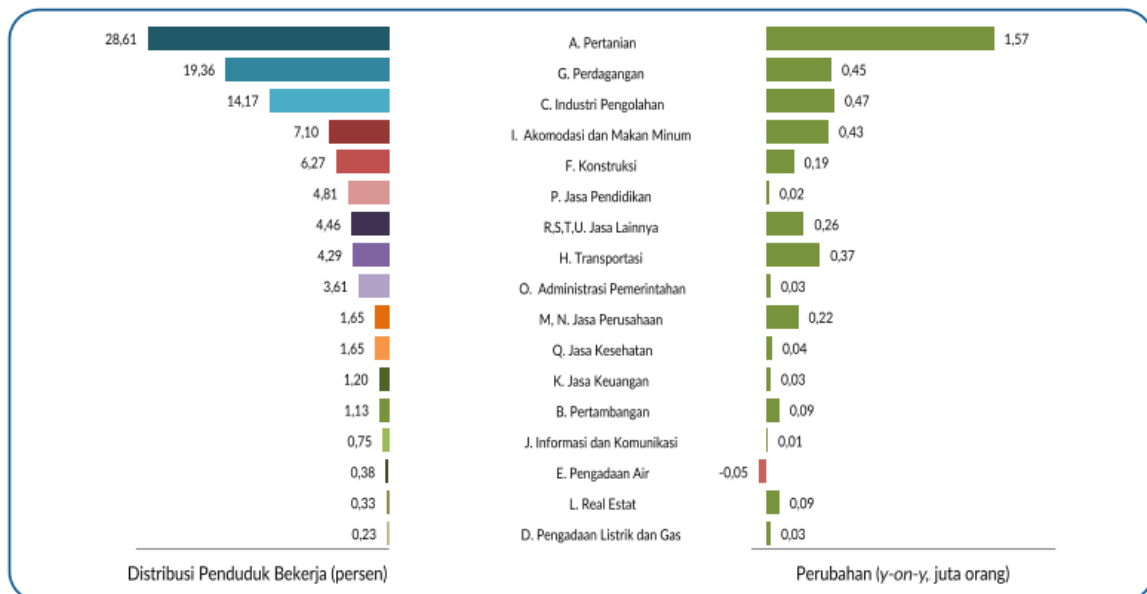 28,61 A. Pertanian 1,57
19,36 G. Perdagangan 0,45
14,17 C. Industri Pengolahan 0,47
7,10 I. Akomodasi dan Makan Minum 0,43
6,27 F. Konstruksi 0,19
4,81 P. Jasa Pendidikan 0,02
4,46 R,S,T,U. Jasa Lainnya 0,26
4,29 H. Transportasi 0,37
3,61 O. Administrasi Pemerintahan 0,03
1,65 M, N. Jasa Perusahaan 0,22
1,65 Q. Jasa Kesehatan 0,04
1,20 K. Jasa Keuangan 0,03
1,13 B. Pertambangan 0,09
0,75 J. Informasi dan Komunikasi 0,01
0,38 E. Pengadaan Air -0,05
0,33 L. Real Estat 0,09
0,23 D. Pengadaan Listrik dan Gas 0,03
Distribusi Penduduk Bekerja (persen) Perubahan (y-on-y, juta orang)